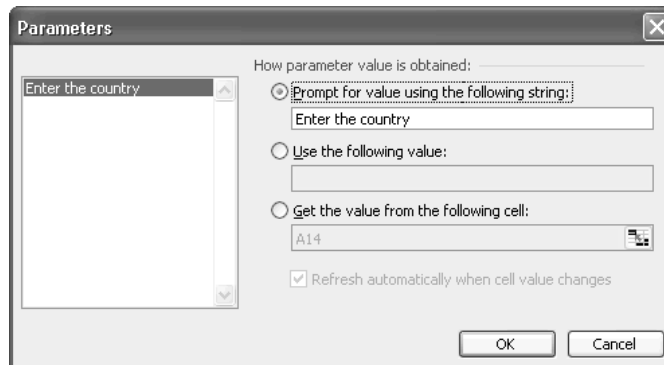 Parameters
Enter the country
How parameter value is obtained:
Prompt for value using the following string:
Enter the country
Use the following value:
Get the value from the following cell:
A14
Refresh automatically when cell value changes
OK
Cancel